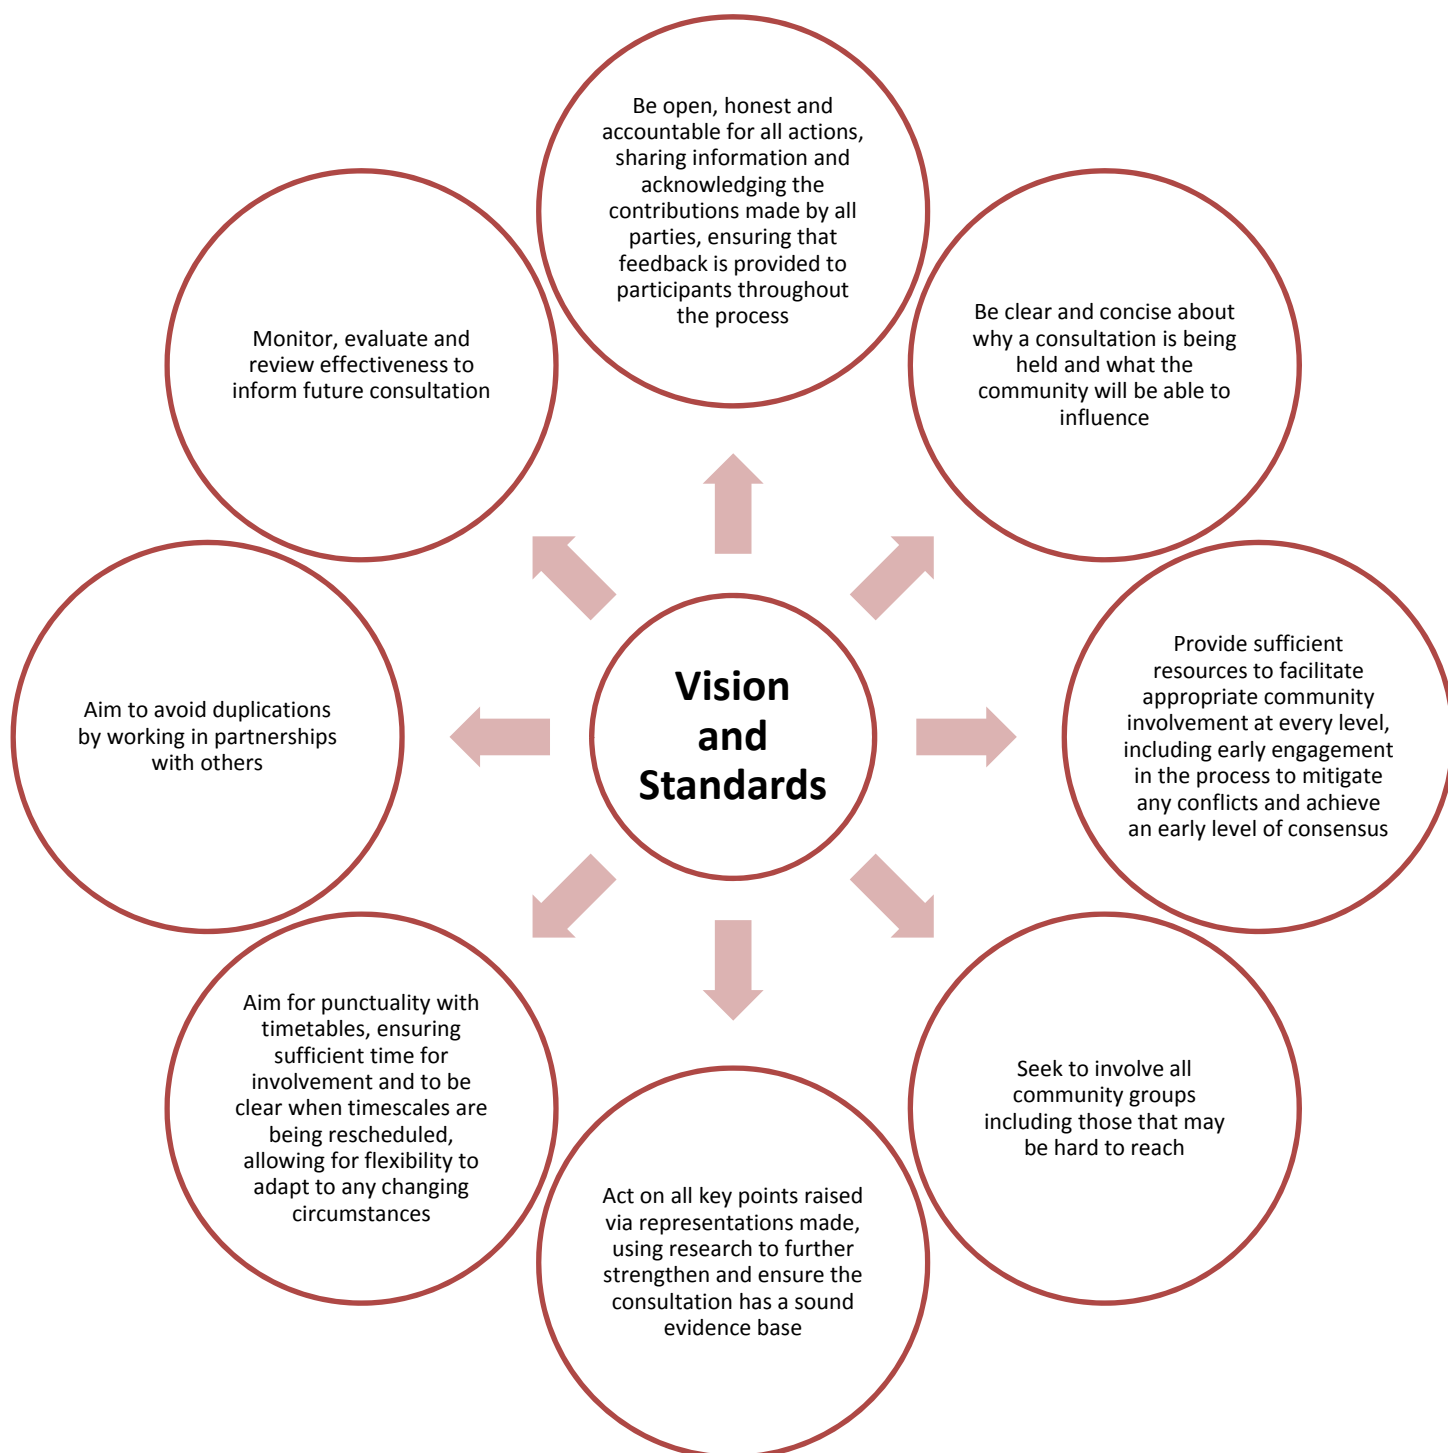 Be open, honest and
accountable for all actions,
sharing information and
acknowledging the
contributions made by all
parties, ensuring that
feedback is provided to
participants throughout
the process
Be clear and concise about
why a consultation is being
held and what the
community will be able to
influence
Provide sufficient
resources to facilitate
appropriate community
involvement at every level,
including early engagement
in the process to mitigate
any conflicts and achieve
an early level of consensus
Seek to involve all
community groups
including those that may
be hard to reach
Act on all key points raised
via representations made,
using research to further
strengthen and ensure the
consultation has a sound
evidence base
Aim for punctuality with
timetables, ensuring
sufficient time for
involvement and to be
clear when timescales are
being rescheduled,
allowing for flexibility to
adapt to any changing
circumstances
Aim to avoid duplications
by working in partnerships
with others
Monitor, evaluate and
review effectiveness to
inform future consultation
Vision
and
Standards